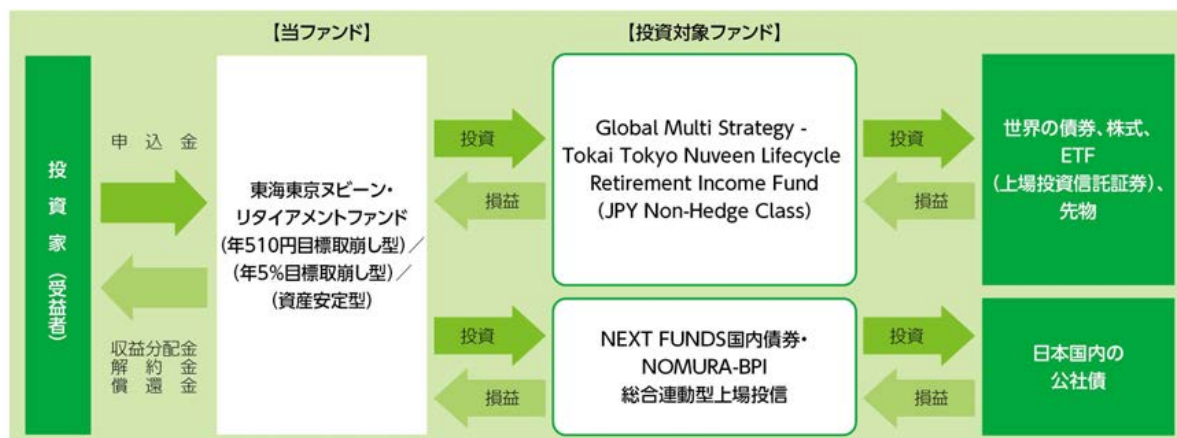 【当ファンド】
【投資対象ファンド】
投資家（受益者）
申込金
収益分配金
解約金
償還金
東海東京ヌビーン・
リタイアメントファンド
(年510円目標取崩し型)／
(年5%目標取崩し型)／
(資産安定型)
投資
損益
Global Multi Strategy -
Tokai Tokyo Nuveen Lifecycle
Retirement Income Fund
(JPY Non-Hedge Class)
投資
損益
世界の債券、株式、
ETF
(上場投資信託証券)、
先物
投資
損益
NEXT FUNDS国内債券・
NOMURA-BPI
総合連動型上場投信
投資
損益
日本国内の
公社債